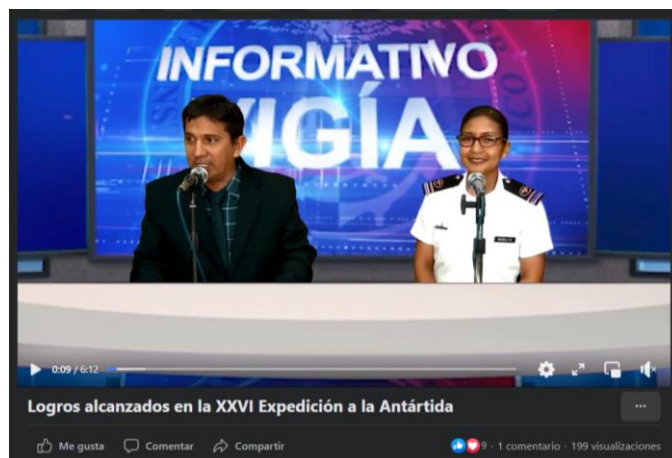 INFORMATIVO
VIGÍA
0:09 / 6:12
Logros alcanzados en la XXVI Expedición a la Antártida
Me gusta
Comentar
Compartir
9 · 1 comentario · 199 visualizaciones